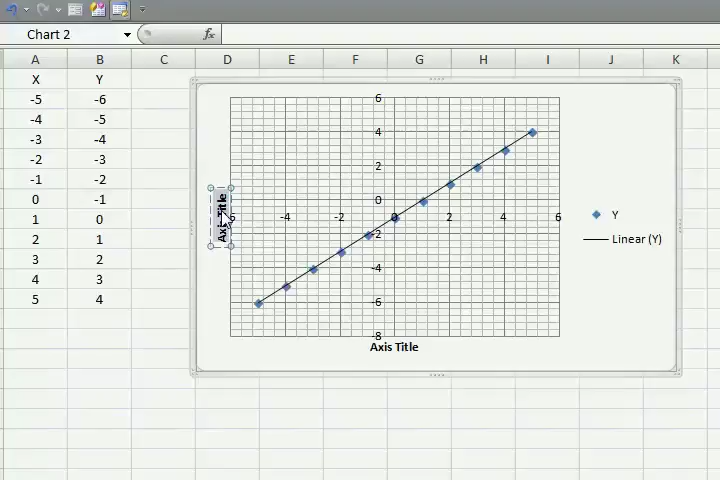 Chart 2
fx
A B C D E F G H I J K
X Y
-5 -6
-4 -5
-3 -4
-2 -3
-1 -2
0 -1
1 0
2 1
3 2
4 3
5 4
6
4
2
0
-2
-4
-6
-8
-4 -2 0 2 4 6
Axis Title
Axis Title
Y
Linear (Y)